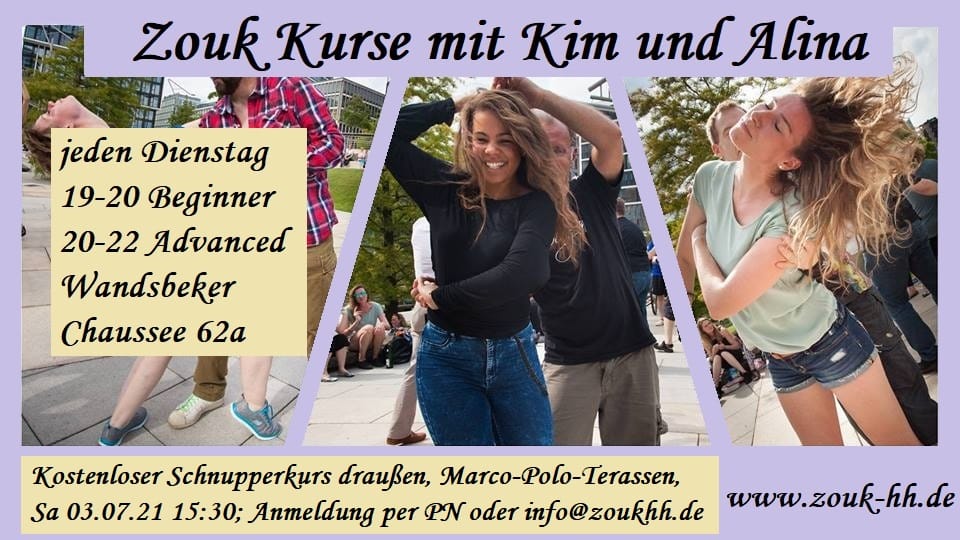 Zouk Kurse mit Kim und Alina
jeden Dienstag
19-20 Beginner
20-22 Advanced
Wandsbeker
Chaussee 62a
Kostenloser Schnupperkurs draußen, Marco-Polo-Terassen,
Sa 03.07.21 15:30; Anmeldung per PN oder info@zoukhh.de
www.zouk-hh.de